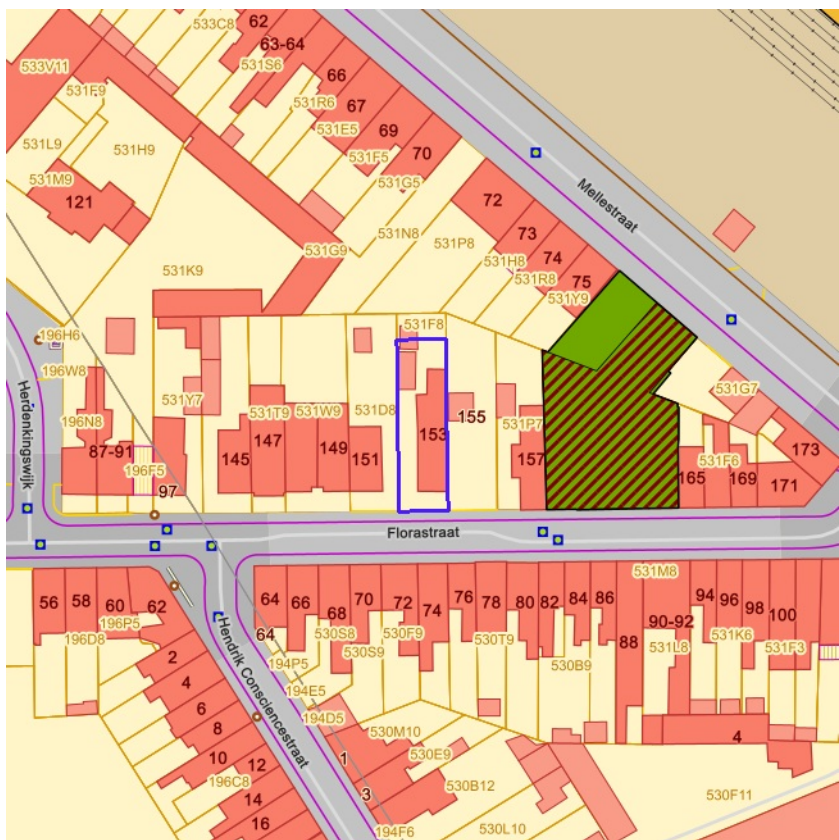 533C8
62
63-64
531S6
533V11
531F9
66
531R6
67
531L9
531H9
531E5
69
531F5
70
531M9
531G5
121
72
Mellestraat
531N8
73
531P8
531G9
531H8
74
531R8
531K9
75
531Y9
531F8
196H6
196W8
531G7
531Y7
Herdenkingswijk
531T9
531W9
531D8
155
196N8
531P7
153
87-91
147
149
173
145
151
157
165
531F6
169
196F5
171
97
Florastraat
531M8
56
58
60
62
64
66
68
70
72
74
76
78
80
82
84
86
88
90-92
94
96
98
100
196P5
196D8
64
530S8
530F9
530S9
530T9
531K6
531L8
531F3
530B9
2
194P5
4
194E5
6
194D5
Hendrik Consciencestraat
8
530M10
4
10
1
530E9
12
196C8
530B12
3
14
530F11
16
194F6
530L10